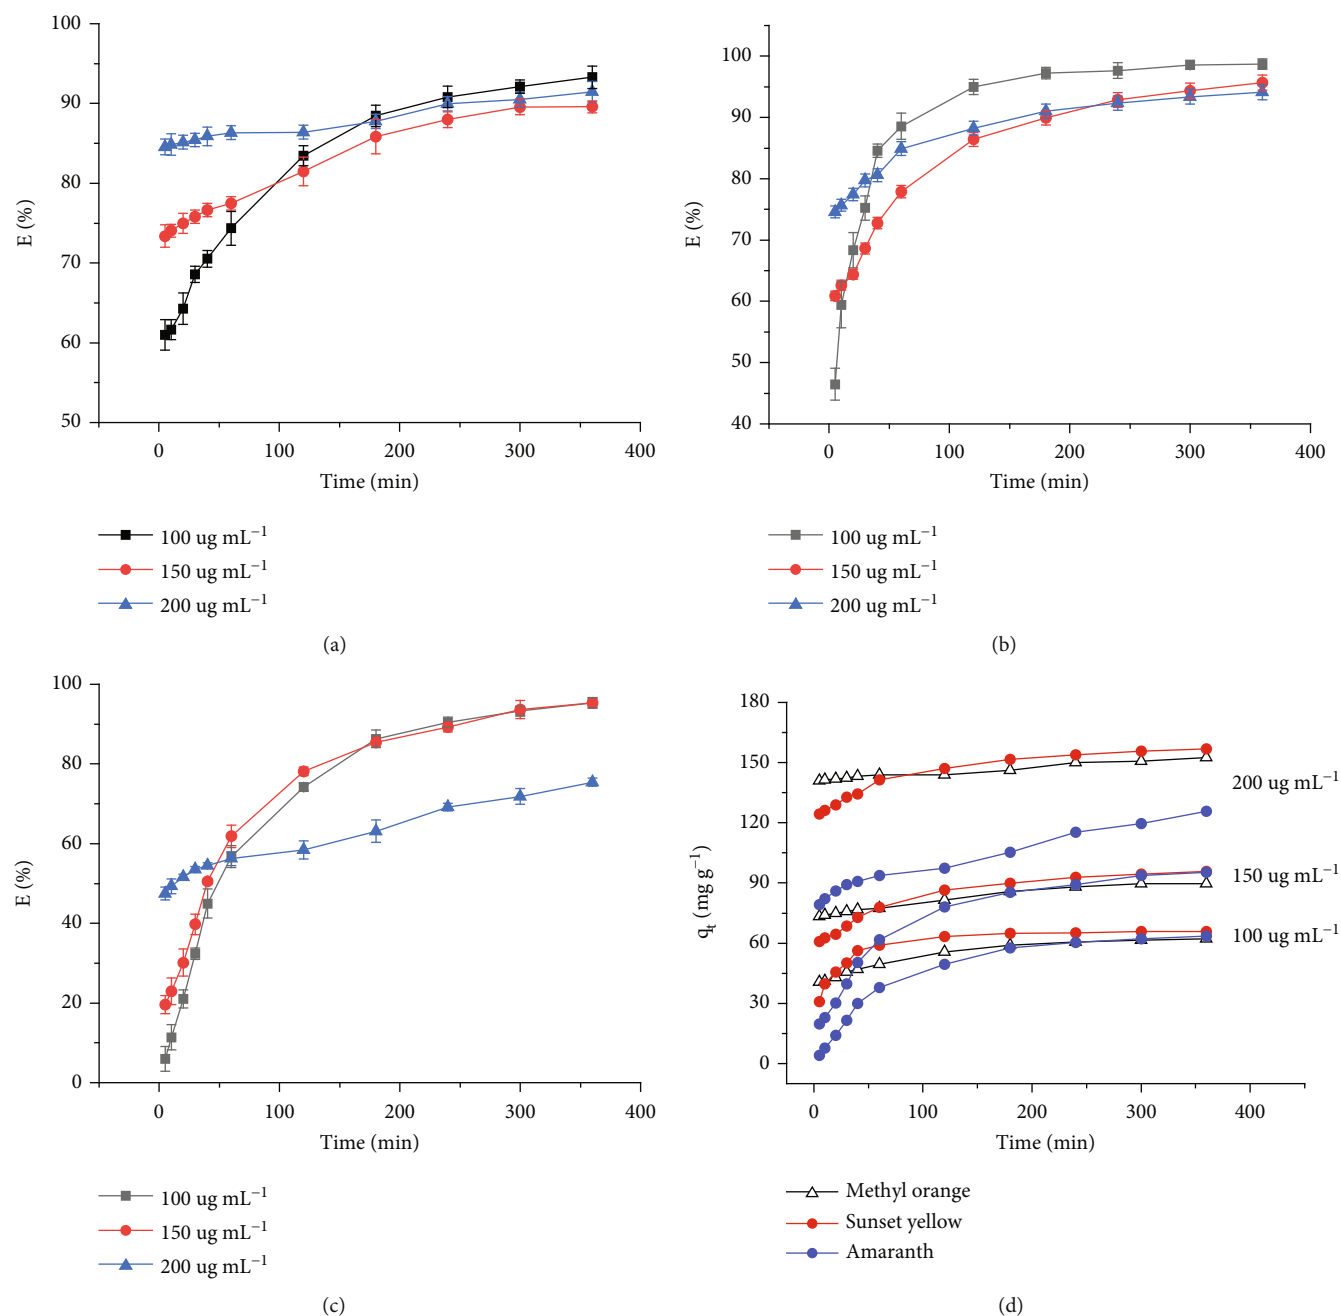 100
90
80
70
60
50
E (%)
0
100
200
300
400
Time (min)
100 ug mL⁻¹
150 ug mL⁻¹
200 ug mL⁻¹
(a)
100
90
80
70
60
50
40
E (%)
0
100
200
300
400
Time (min)
100 ug mL⁻¹
150 ug mL⁻¹
200 ug mL⁻¹
(b)
100
80
60
40
20
0
E (%)
0
100
200
300
400
Time (min)
100 ug mL⁻¹
150 ug mL⁻¹
200 ug mL⁻¹
(c)
180
150
120
90
60
30
0
qₜ (mg g⁻¹)
200 ug mL⁻¹
150 ug mL⁻¹
100 ug mL⁻¹
0
100
200
300
400
Time (min)
Methyl orange
Sunset yellow
Amaranth
(d)